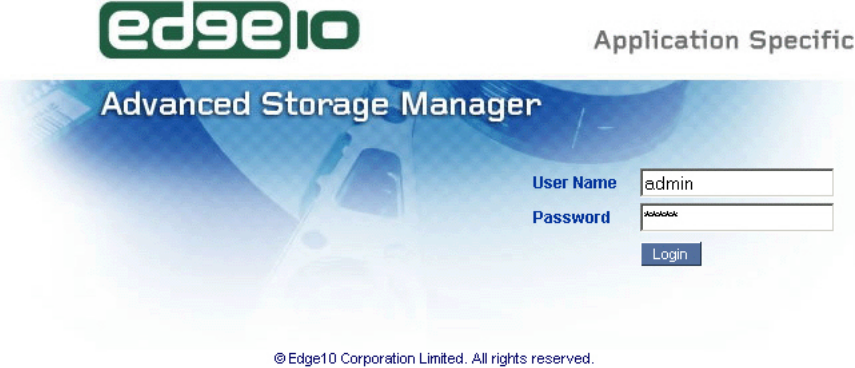 edge10
Application Specific
Advanced Storage Manager
User Name admin
Password *****
Login
© Edge10 Corporation Limited. All rights reserved.